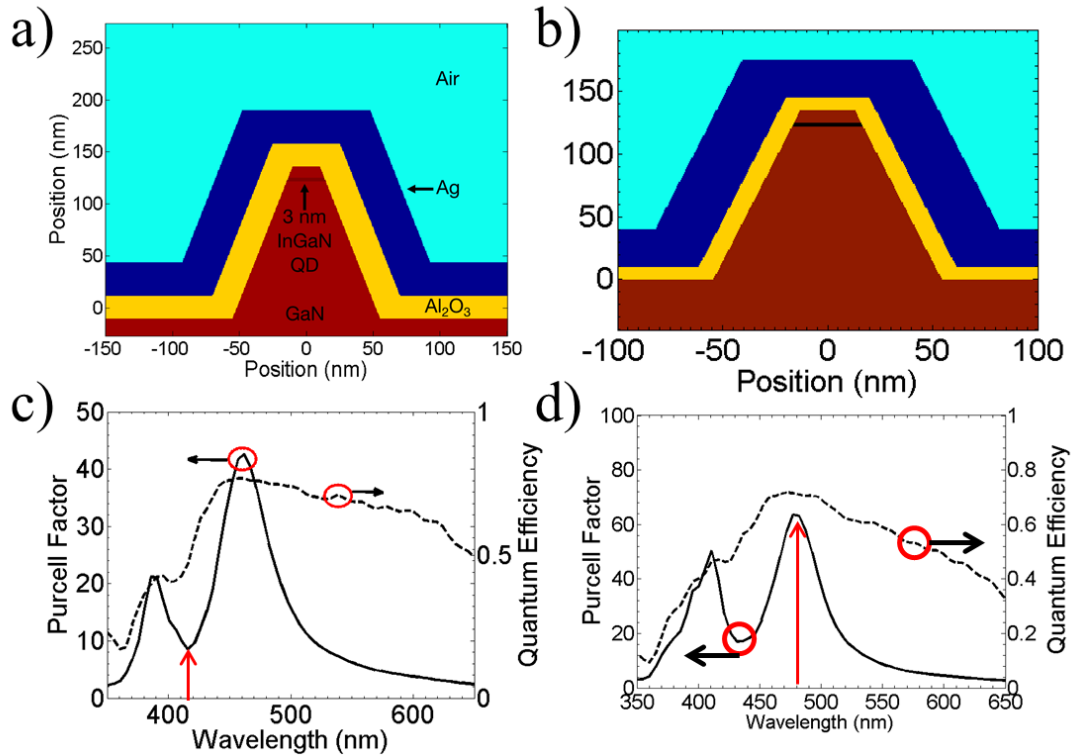 a)
250
200
150
100
50
0
Position (nm)
-150
-100
-50
0
50
100
150
Position (nm)
Air
Ag
3 nm
InGaN
QD
GaN
Al₂O₃
b)
150
100
50
0
-100
-50
0
50
100
Position (nm)
c)
50
40
30
20
10
0
Purcell Factor
400
500
600
Wavelength (nm)
1
0.5
0
Quantum Efficiency
d)
100
80
60
40
20
0
Purcell Factor
350
400
450
500
550
600
650
Wavelength (nm)
1
0.8
0.6
0.4
0.2
0
Quantum Efficiency